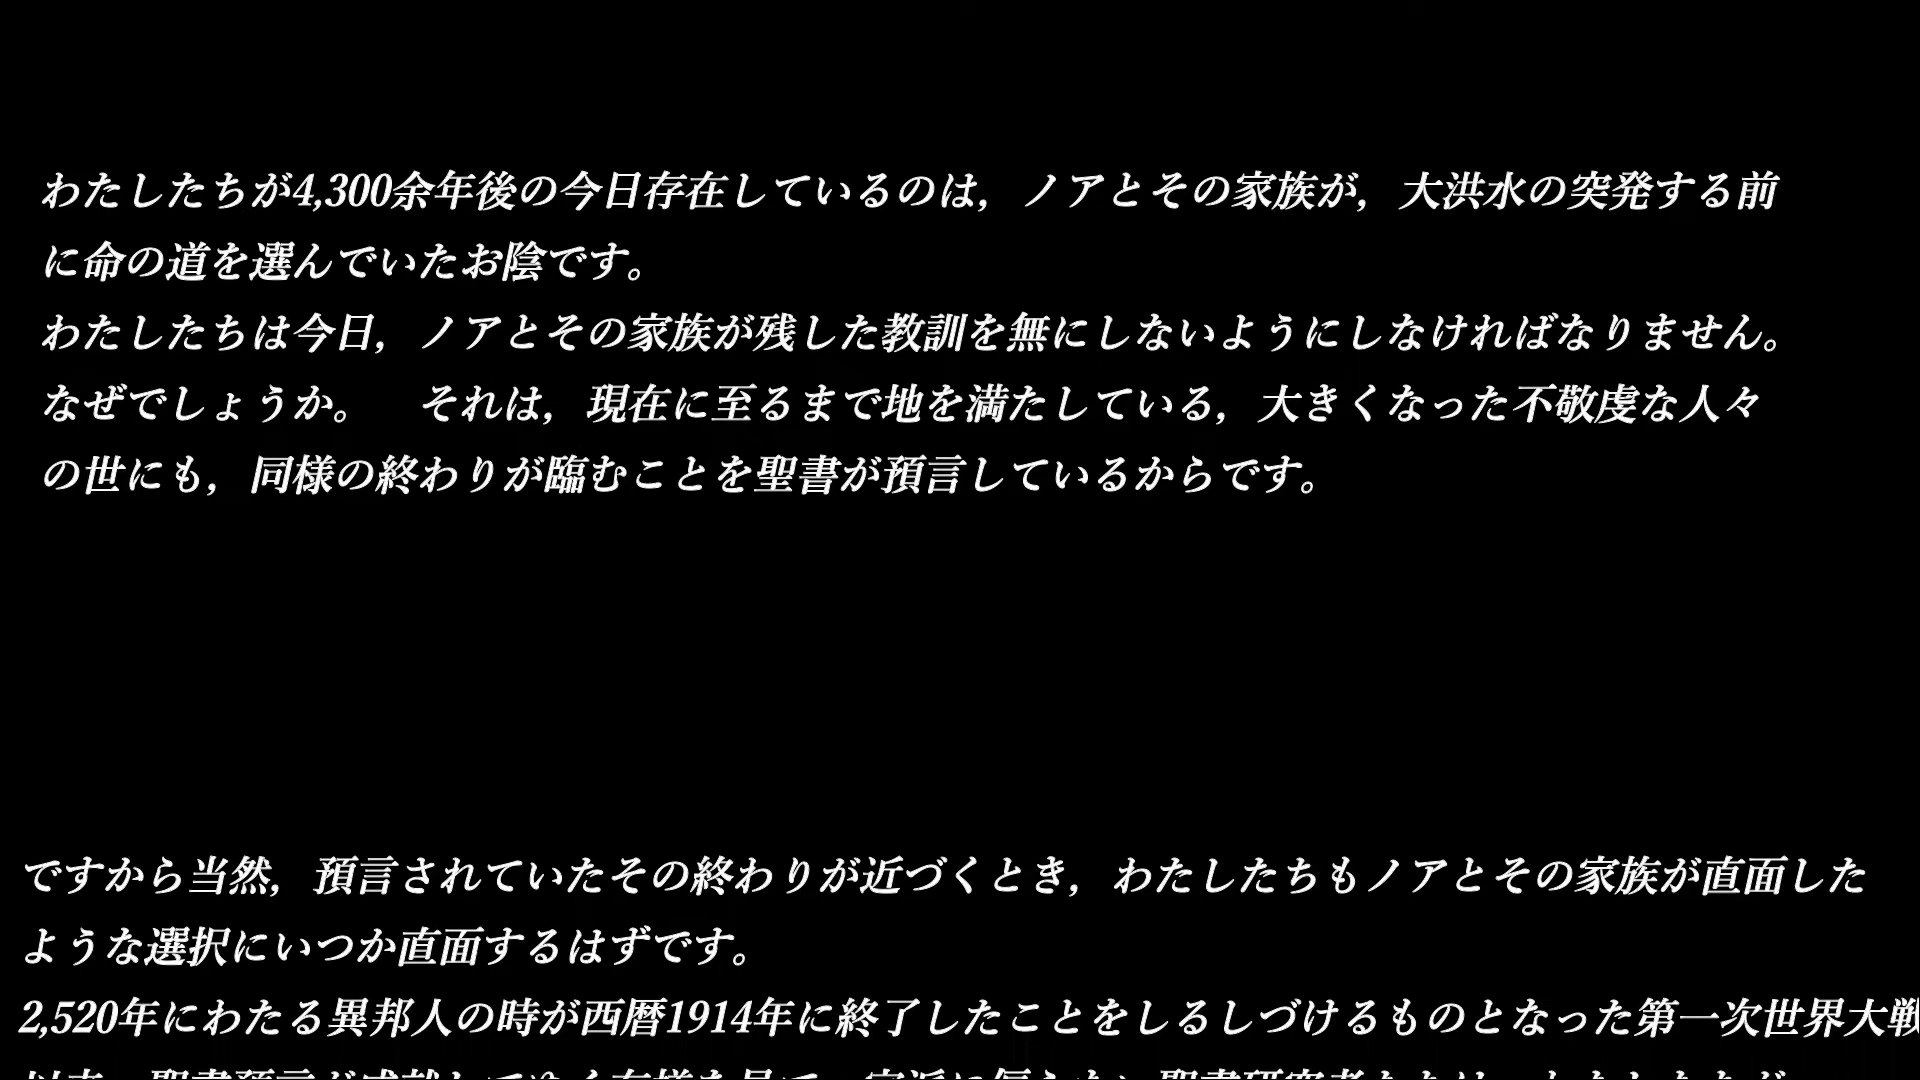 わたしたちが4,300余年後の今日存在しているのは，ノアとその家族が，大洪水の突発する前
に命の道を選んでいたお陰です。
わたしたちは今日，ノアとその家族が残した教訓を無にしないようにしなければなりません。
なぜでしょうか。　それは，現在に至るまで地を満たしている，大きくなった不敬虔な人々
の世にも，同様の終わりが臨むことを聖書が預言しているからです。
ですから当然，預言されていたその終わりが近づくとき，わたしたちもノアとその家族が直面した
ような選択にいつか直面するはずです。
2,520年にわたる異邦人の時が西暦1914年に終了したことをしるしづけるものとなった第一次世界大戦